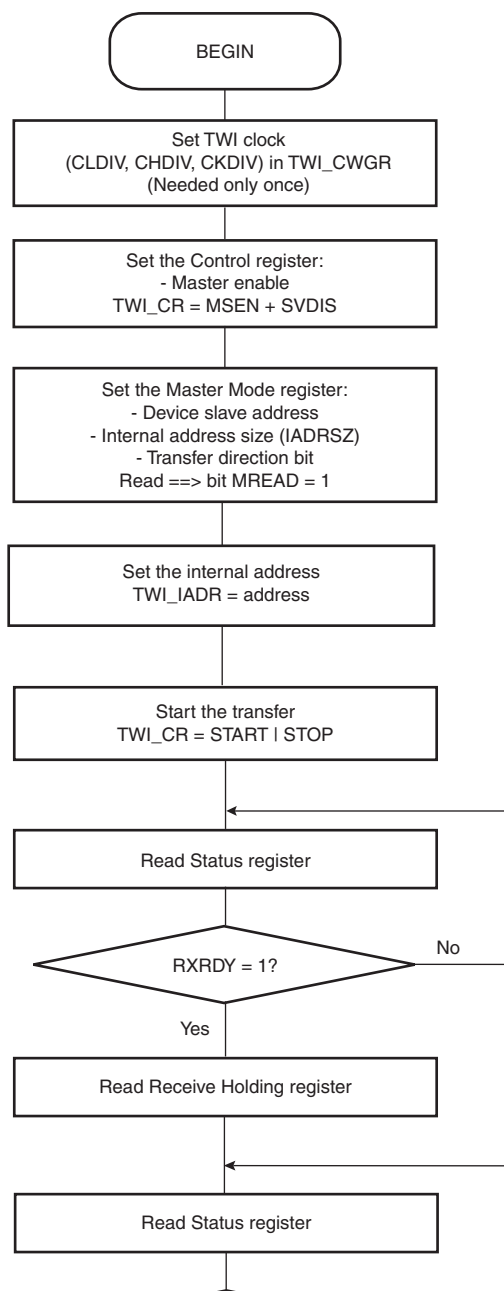 BEGIN
Set TWI clock
(CLDIV, CHDIV, CKDIV) in TWI_CWGR
(Needed only once)
Set the Control register:
- Master enable
TWI_CR = MSEN + SVDIS
Set the Master Mode register:
- Device slave address
- Internal address size (IADRSZ)
- Transfer direction bit
Read ==> bit MREAD = 1
Set the internal address
TWI_IADR = address
Start the transfer
TWI_CR = START | STOP
Read Status register
RXRDY = 1?
No
Yes
Read Receive Holding register
Read Status register